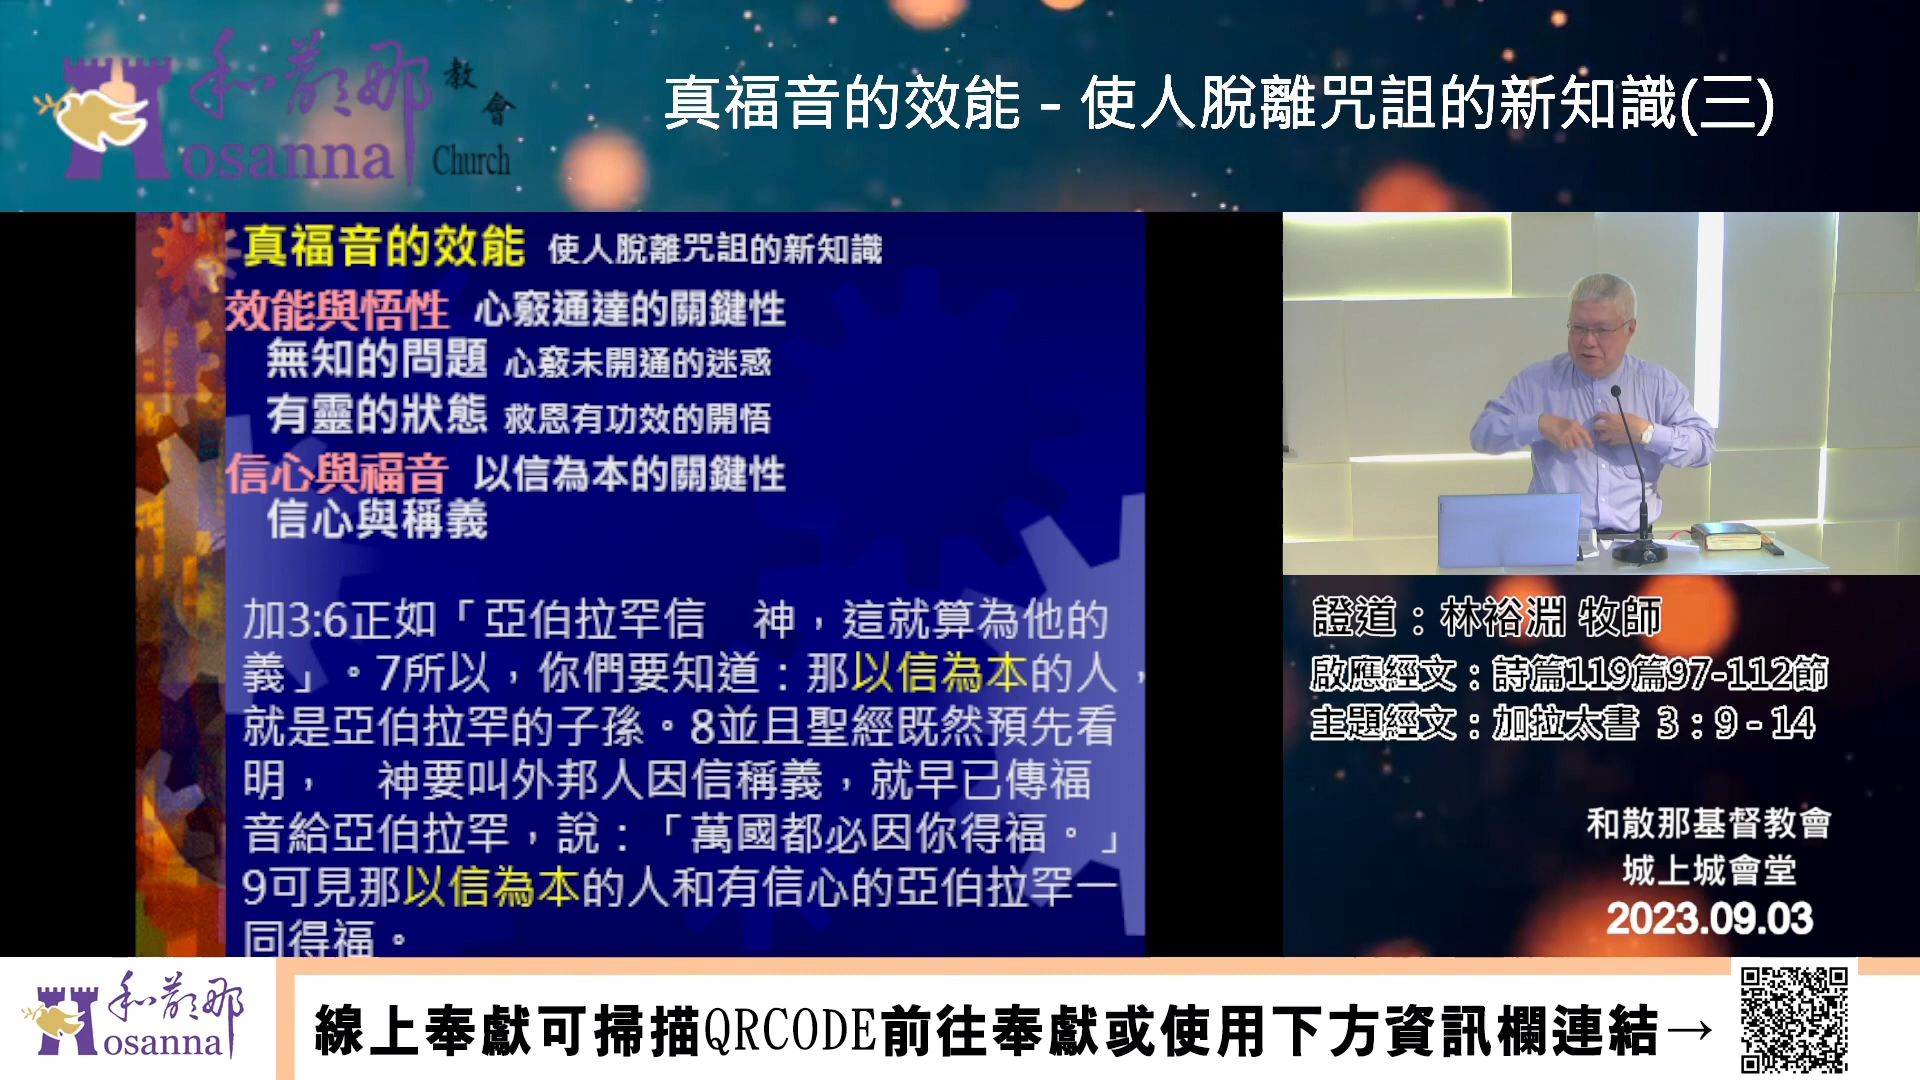 和散那
教會
Hosanna Church
真福音的效能 - 使人脫離咒詛的新知識(三)
真福音的效能 使人脫離咒詛的新知識
效能與悟性 心竅通達的關鍵性
無知的問題 心竅未開通的迷惑
有靈的狀態 救恩有功效的開悟
信心與福音 以信為本的關鍵性
信心與稱義
加3:6正如「亞伯拉罕信　神，這就算為他的
義」。7所以，你們要知道：那以信為本的人，
就是亞伯拉罕的子孫。8並且聖經既然預先看
明，　神要叫外邦人因信稱義，就早已傳福
音給亞伯拉罕，說：「萬國都必因你得福。」
9可見那以信為本的人和有信心的亞伯拉罕一
同得福。
證道：林裕淵 牧師
啟應經文：詩篇119篇97-112節
主題經文：加拉太書 3：9 - 14
和散那基督教會
城上城會堂
2023.09.03
和散那
Hosanna
線上奉獻可掃描QRCODE前往奉獻或使用下方資訊欄連結→